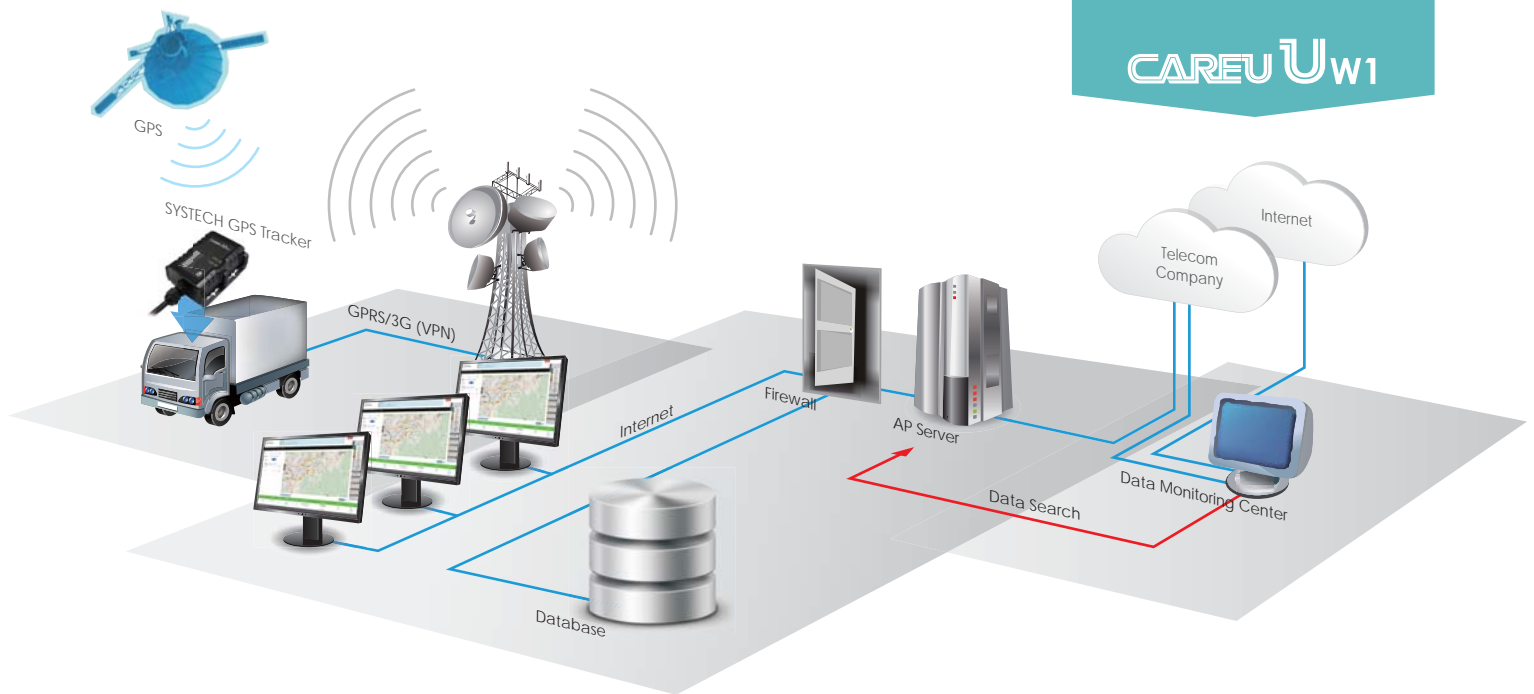 CAREU UW1
GPS
SYSTECH GPS Tracker
GPRS/3G (VPN)
Internet
Telecom
Company
Firewall
Internet
AP Server
Data Search
Data Monitoring Center
Database